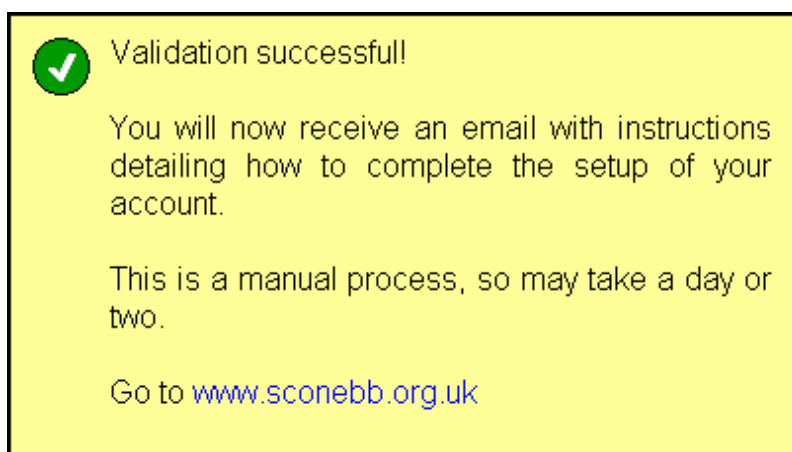 Validation successful!
You will now receive an email with instructions
detailing how to complete the setup of your
account.
This is a manual process, so may take a day or
two.
Go to www.sconebb.org.uk